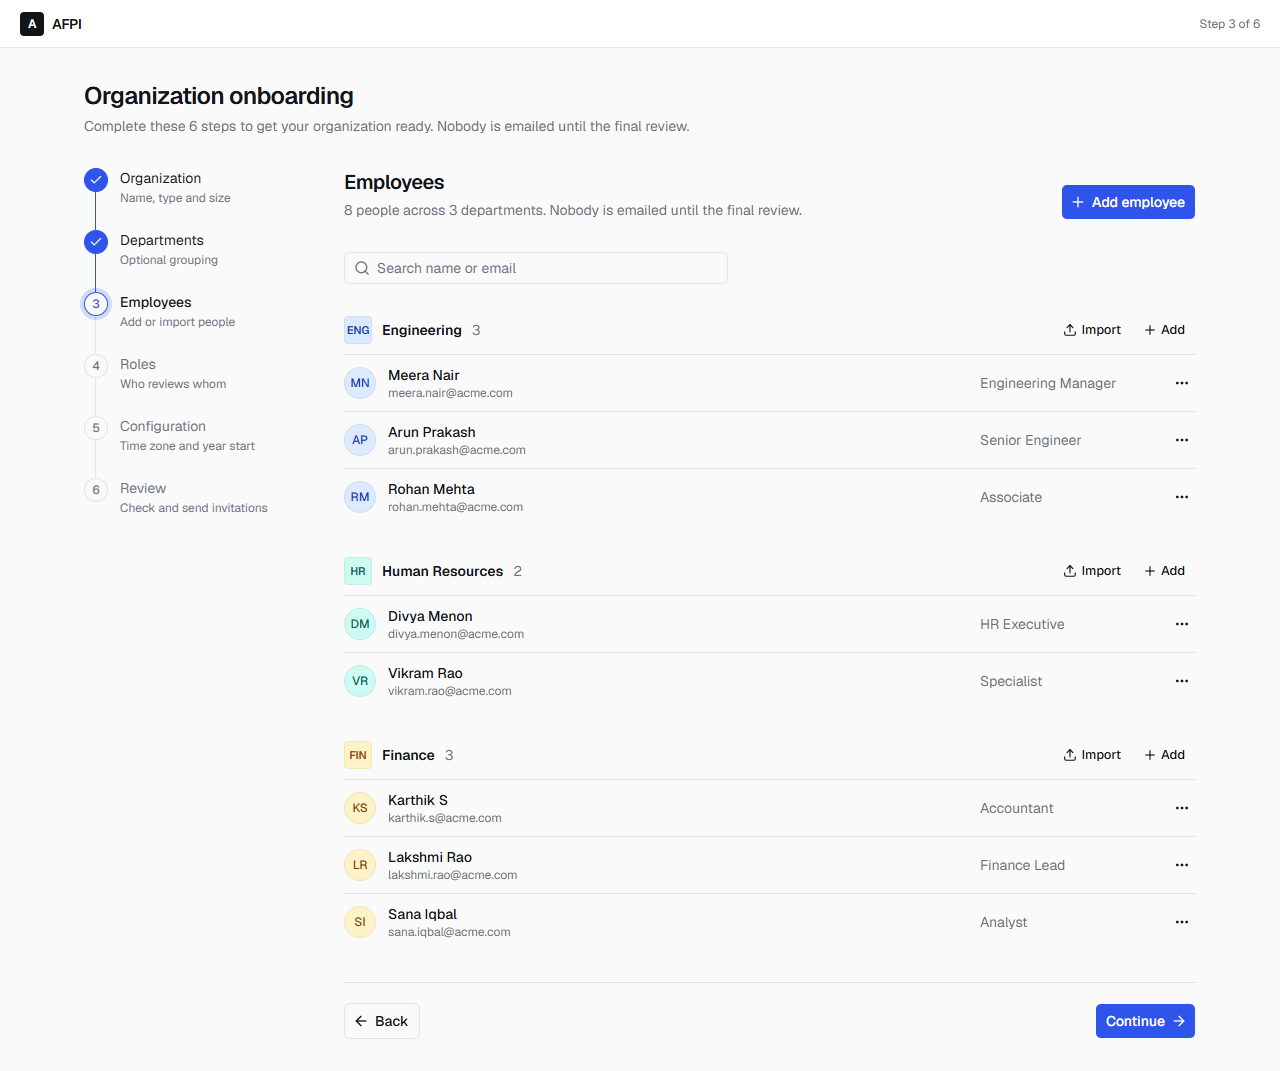 A AFPI
Step 3 of 6
Organization onboarding
Complete these 6 steps to get your organization ready. Nobody is emailed until the final review.
Organization
Name, type and size
Departments
Optional grouping
3 Employees
Add or import people
4 Roles
Who reviews whom
5 Configuration
Time zone and year start
6 Review
Check and send invitations
Employees
8 people across 3 departments. Nobody is emailed until the final review.
Add employee
Search name or email
ENG Engineering 3 Import Add
MN Meera Nair
meera.nair@acme.com
Engineering Manager
AP Arun Prakash
arun.prakash@acme.com
Senior Engineer
RM Rohan Mehta
rohan.mehta@acme.com
Associate
HR Human Resources 2 Import Add
DM Divya Menon
divya.menon@acme.com
HR Executive
VR Vikram Rao
vikram.rao@acme.com
Specialist
FIN Finance 3 Import Add
KS Karthik S
karthik.s@acme.com
Accountant
LR Lakshmi Rao
lakshmi.rao@acme.com
Finance Lead
SI Sana Iqbal
sana.iqbal@acme.com
Analyst
Back
Continue